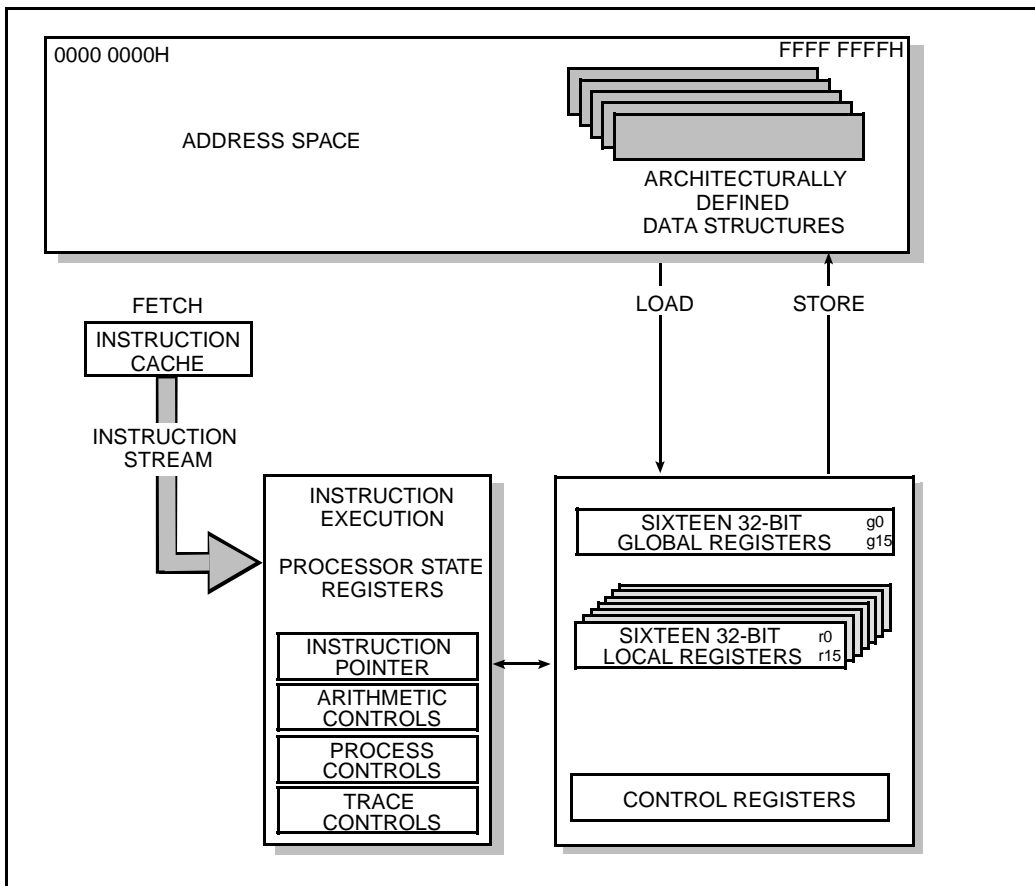 0000 0000H
FFFF FFFFH
ADDRESS SPACE
ARCHITECTURALLY
DEFINED
DATA STRUCTURES
FETCH
LOAD
STORE
INSTRUCTION
CACHE
INSTRUCTION
STREAM
INSTRUCTION
EXECUTION
PROCESSOR STATE
REGISTERS
INSTRUCTION
POINTER
ARITHMETIC
CONTROLS
PROCESS
CONTROLS
TRACE
CONTROLS
SIXTEEN 32-BIT g0
GLOBAL REGISTERS g15
SIXTEEN 32-BIT r0
LOCAL REGISTERS r15
CONTROL REGISTERS